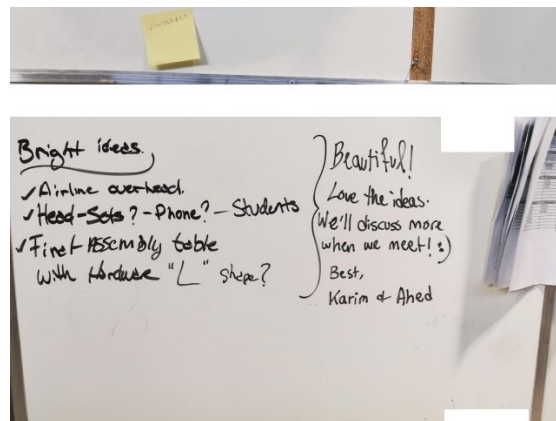 Bright ideas.
✓ Airline overhead.
✓ Head-Sets? - Phone? - Students
✓ First Assembly table
with Hardware "L" shape?
Beautiful!
Love the ideas.
We'll discuss more
when we meet! :)
Best,
Karim & Ahed